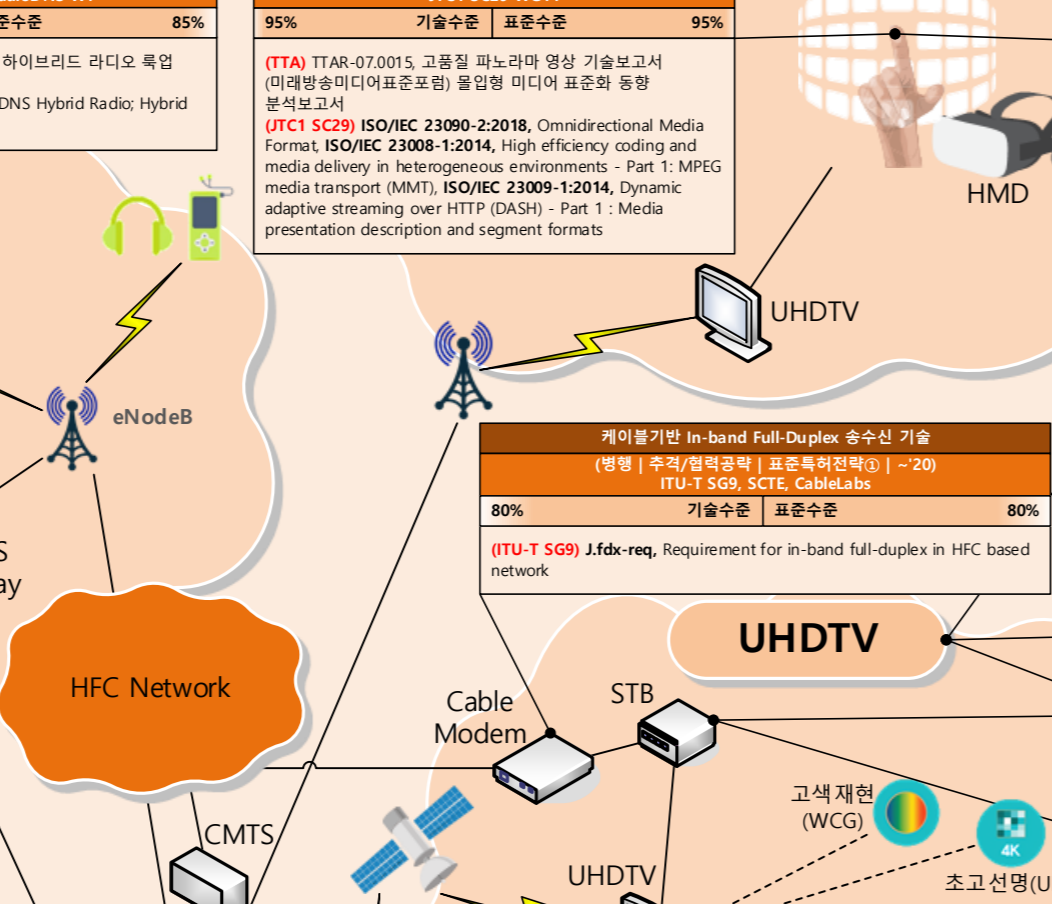 준수준 85%
하이브리드 라디오 룩업
DNS Hybrid Radio; Hybrid
95% 기술수준 표준수준 95%
(TTA) TTAR-07.0015, 고품질 파노라마 영상 기술보고서
(미래방송미디어표준포럼) 몰입형 미디어 표준화 동향
분석보고서
(JTC1 SC29) ISO/IEC 23090-2:2018, Omnidirectional Media
Format, ISO/IEC 23008-1:2014, High efficiency coding and
media delivery in heterogeneous environments - Part 1: MPEG
media transport (MMT), ISO/IEC 23009-1:2014, Dynamic
adaptive streaming over HTTP (DASH) - Part 1 : Media
presentation description and segment formats
HMD
UHDTV
eNodeB
케이블기반 In-band Full-Duplex 송수신 기술
(병행 | 추격/협력공략 | 표준특허전략① | ~'20)
ITU-T SG9, SCTE, CableLabs
80% 기술수준 표준수준 80%
(ITU-T SG9) J.fdx-req, Requirement for in-band full-duplex in HFC based
network
S
ay
UHDTV
HFC Network
STB
Cable
Modem
고색재현
(WCG)
4K
초고선명(U
CMTS
UHDTV